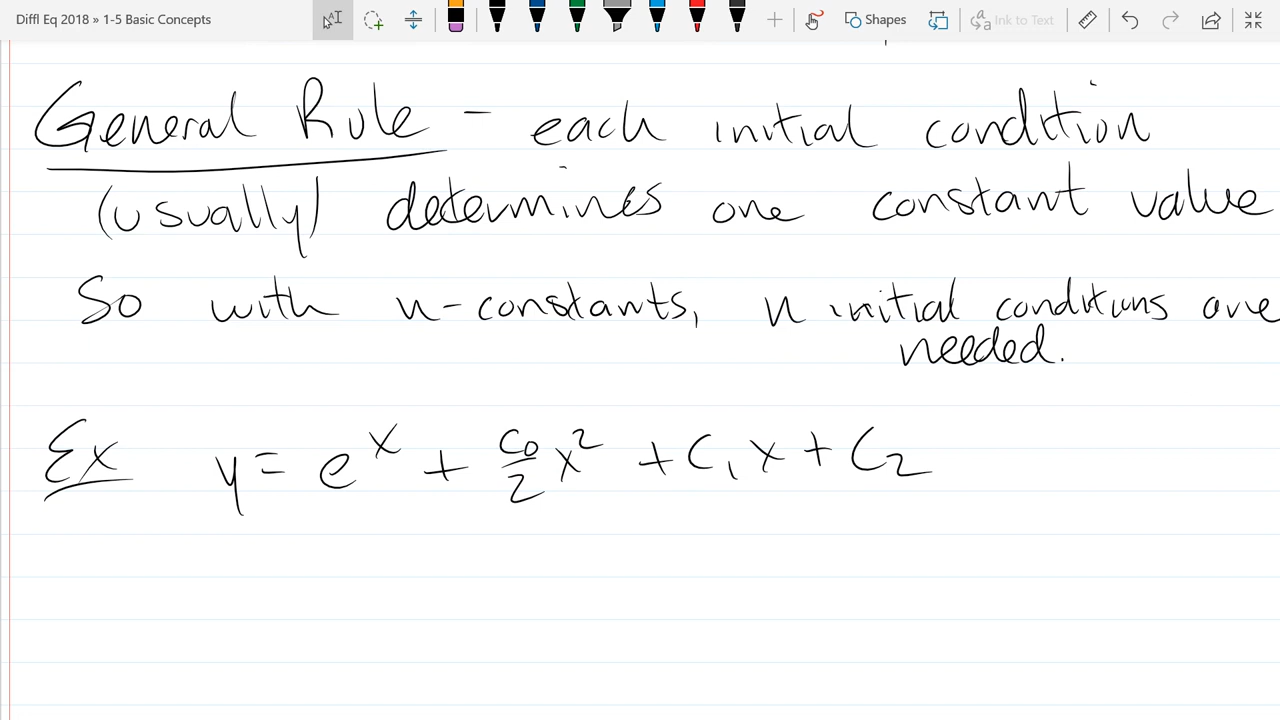 Diffl Eq 2018 » 1-5 Basic Concepts
Shapes
Ink to Text
General Rule - each initial condition
(usually) determines one constant value
So with n-constants, n initial conditions are
needed.
Ex y = e^x + c₀/2 x² + C₁x + C₂